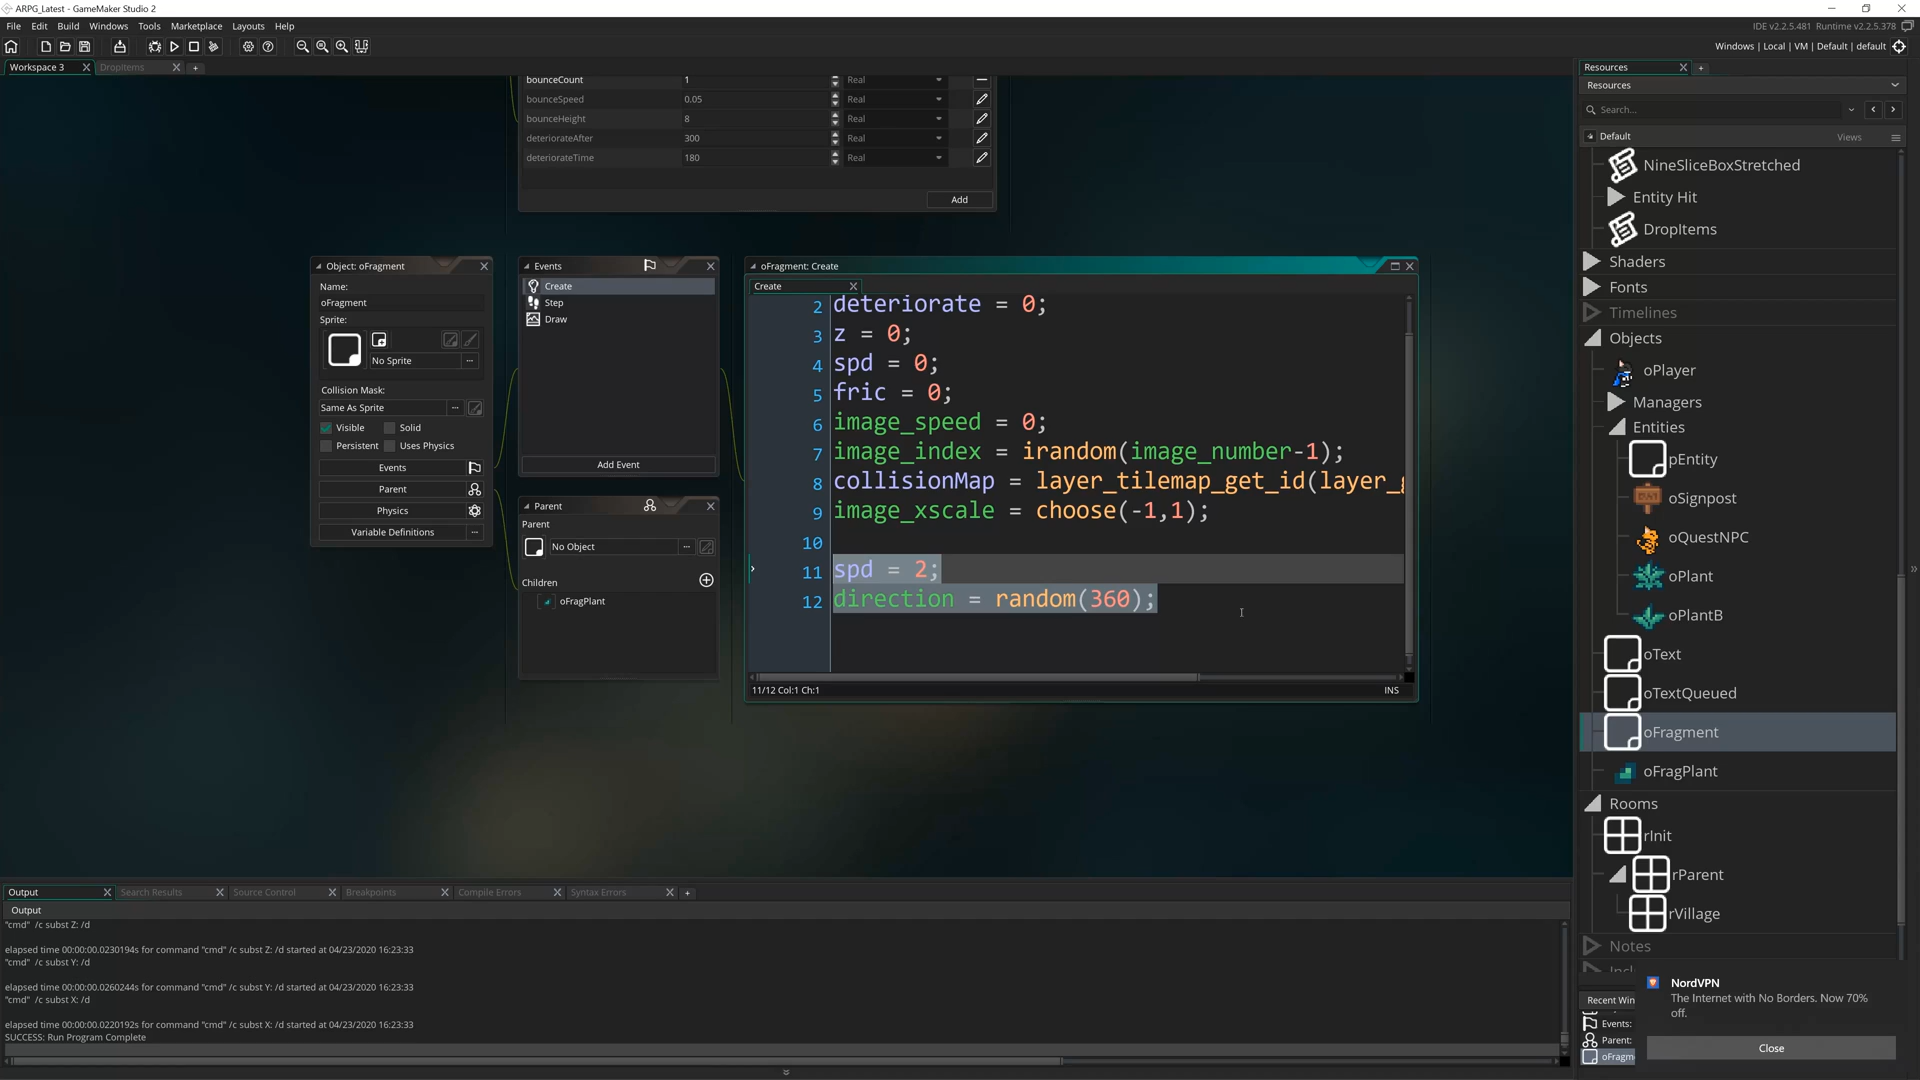 ARPG_Latest - GameMaker Studio 2
File Edit Build Windows Tools Marketplace Layouts Help
IDE v2.2.5.481 Runtime v2.2.5.378
Windows | Local | VM | Default | default
Workspace 3
DropItems
bounceCount 1 Real
bounceSpeed 0.05 Real
bounceHeight 8 Real
deteriorateAfter 300 Real
deteriorateTime 180 Real
Add
Object: oFragment
Name:
oFragment
Sprite:
No Sprite
Collision Mask:
Same As Sprite
Visible Solid
Persistent Uses Physics
Events
Parent
Physics
Variable Definitions
Events
Create
Step
Draw
Add Event
Parent
Parent
No Object
Children
oFragPlant
oFragment: Create
Create
2 deteriorate = 0;
3 z = 0;
4 spd = 0;
5 fric = 0;
6 image_speed = 0;
7 image_index = irandom(image_number-1);
8 collisionMap = layer_tilemap_get_id(layer_g
9 image_xscale = choose(-1,1);
10
11 spd = 2;
12 direction = random(360);
11/12 Col:1 Ch:1
INS
Resources
Resources
Search...
Default
Views
NineSliceBoxStretched
Entity Hit
DropItems
Shaders
Fonts
Timelines
Objects
oPlayer
Managers
Entities
pEntity
oSignpost
oQuestNPC
oPlant
oPlantB
oText
oTextQueued
oFragment
oFragPlant
Rooms
rInit
rParent
rVillage
Notes
Recent Win
Events:
Parent:
oFragm
NordVPN
The Internet with No Borders. Now 70%
off.
Close
Output Search Results Source Control Breakpoints Compile Errors Syntax Errors
Output
"cmd" /c subst Z: /d
elapsed time 00:00:00.0230194s for command "cmd" /c subst Z: /d started at 04/23/2020 16:23:33
"cmd" /c subst Y: /d
elapsed time 00:00:00.0260244s for command "cmd" /c subst Y: /d started at 04/23/2020 16:23:33
"cmd" /c subst X: /d
elapsed time 00:00:00.0220192s for command "cmd" /c subst X: /d started at 04/23/2020 16:23:33
SUCCESS: Run Program Complete